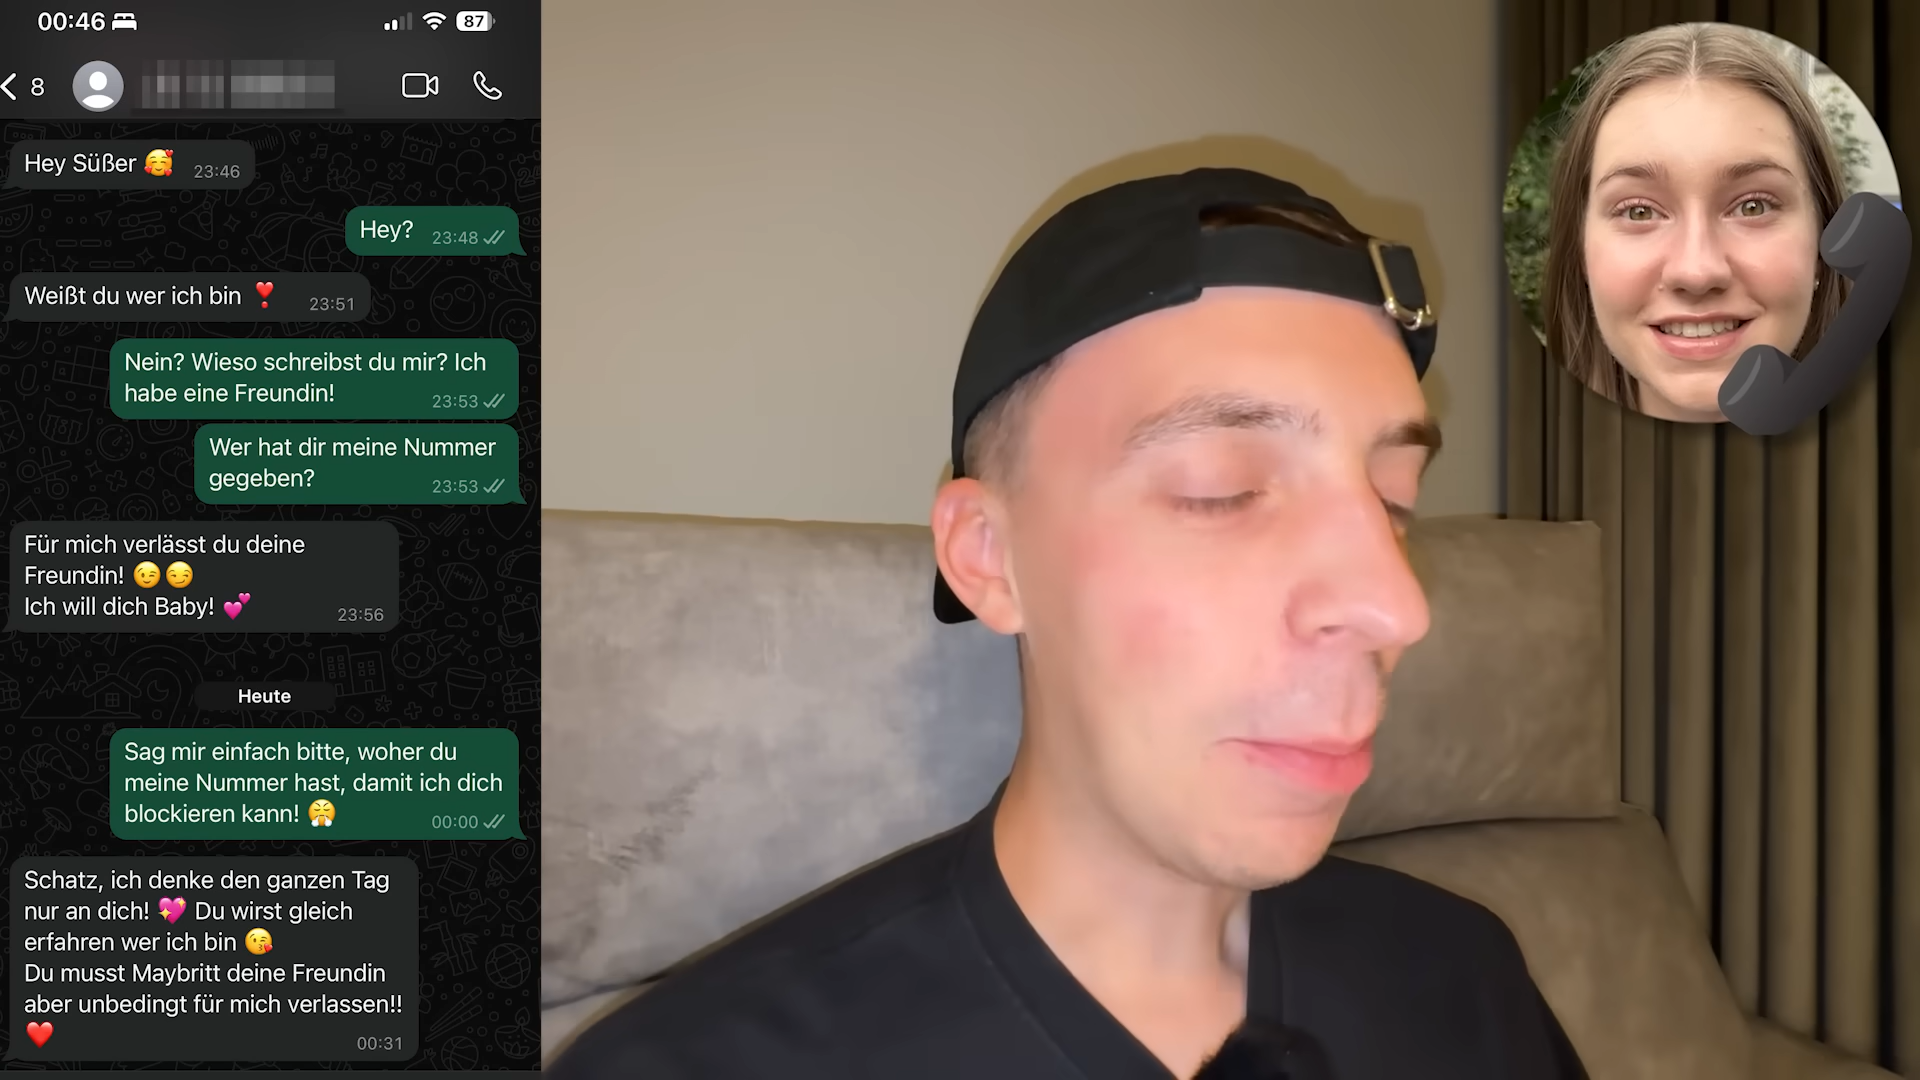 00:46
87
8
Hey Süßer 🥰 23:46
Hey? 23:48
Weißt du wer ich bin ❣️ 23:51
Nein? Wieso schreibst du mir? Ich
habe eine Freundin! 23:53
Wer hat dir meine Nummer
gegeben? 23:53
Für mich verlässt du deine
Freundin! 😉😏
Ich will dich Baby! 💕 23:56
Heute
Sag mir einfach bitte, woher du
meine Nummer hast, damit ich dich
blockieren kann! 😤 00:00
Schatz, ich denke den ganzen Tag
nur an dich! 💖 Du wirst gleich
erfahren wer ich bin 😘
Du musst Maybritt deine Freundin
aber unbedingt für mich verlassen!!
❤️ 00:31